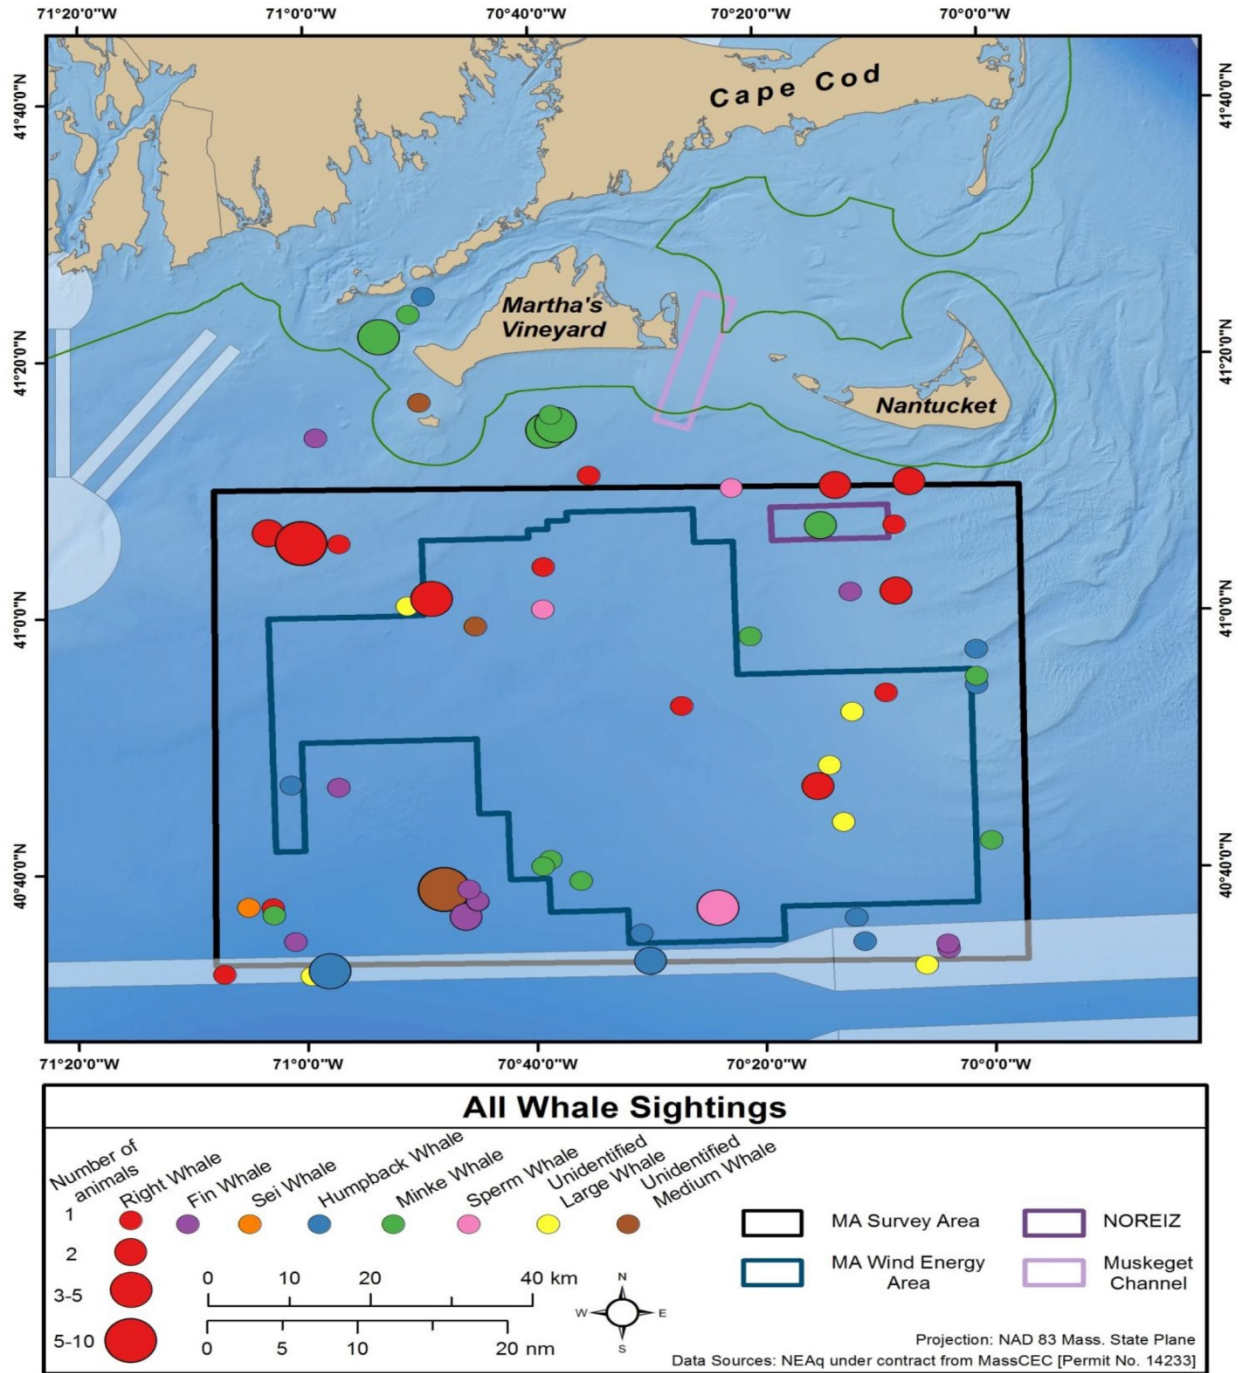 71°20'0"W 71°0'0"W 70°40'0"W 70°20'0"W 70°0'0"W
41°40'0"N
41°40'0"N
Cape Cod
Martha's
Vineyard
41°20'0"N
41°20'0"N
Nantucket
41°0'0"N
41°0'0"N
40°40'0"N
40°40'0"N
71°20'0"W 71°0'0"W 70°40'0"W 70°20'0"W 70°0'0"W
All Whale Sightings
Number of
animals
Right Whale
Fin Whale
Sei Whale
Humpback Whale
Minke Whale
Sperm Whale
Unidentified
Large Whale
Unidentified
Medium Whale
1
2
3-5
5-10
0 10 20 40 km
0 5 10 20 nm
N
W E
S
MA Survey Area
NOREIZ
MA Wind Energy
Area
Muskeget
Channel
Projection: NAD 83 Mass. State Plane
Data Sources: NEAq under contract from MassCEC [Permit No. 14233]